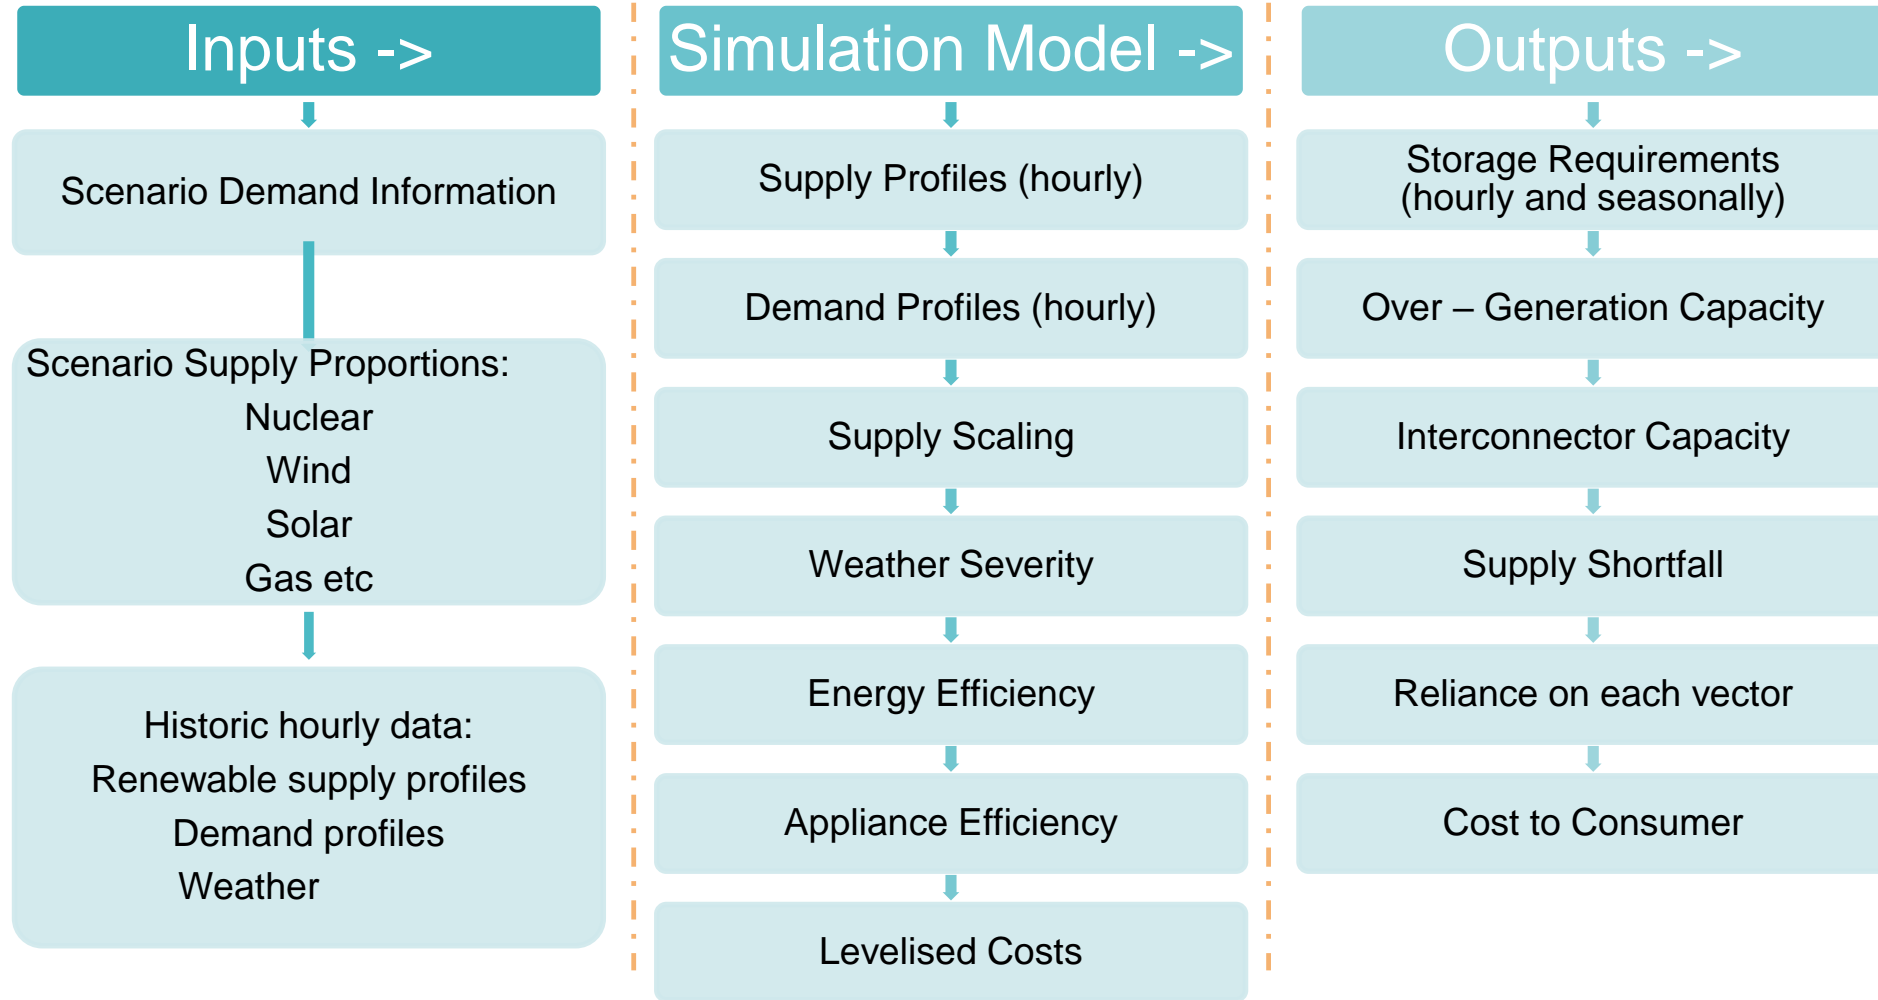 Inputs ->
Scenario Demand Information
Scenario Supply Proportions:
Nuclear
Wind
Solar
Gas etc
Historic hourly data:
Renewable supply profiles
Demand profiles
Weather
Simulation Model ->
Supply Profiles (hourly)
Demand Profiles (hourly)
Supply Scaling
Weather Severity
Energy Efficiency
Appliance Efficiency
Levelised Costs
Outputs ->
Storage Requirements
(hourly and seasonally)
Over – Generation Capacity
Interconnector Capacity
Supply Shortfall
Reliance on each vector
Cost to Consumer